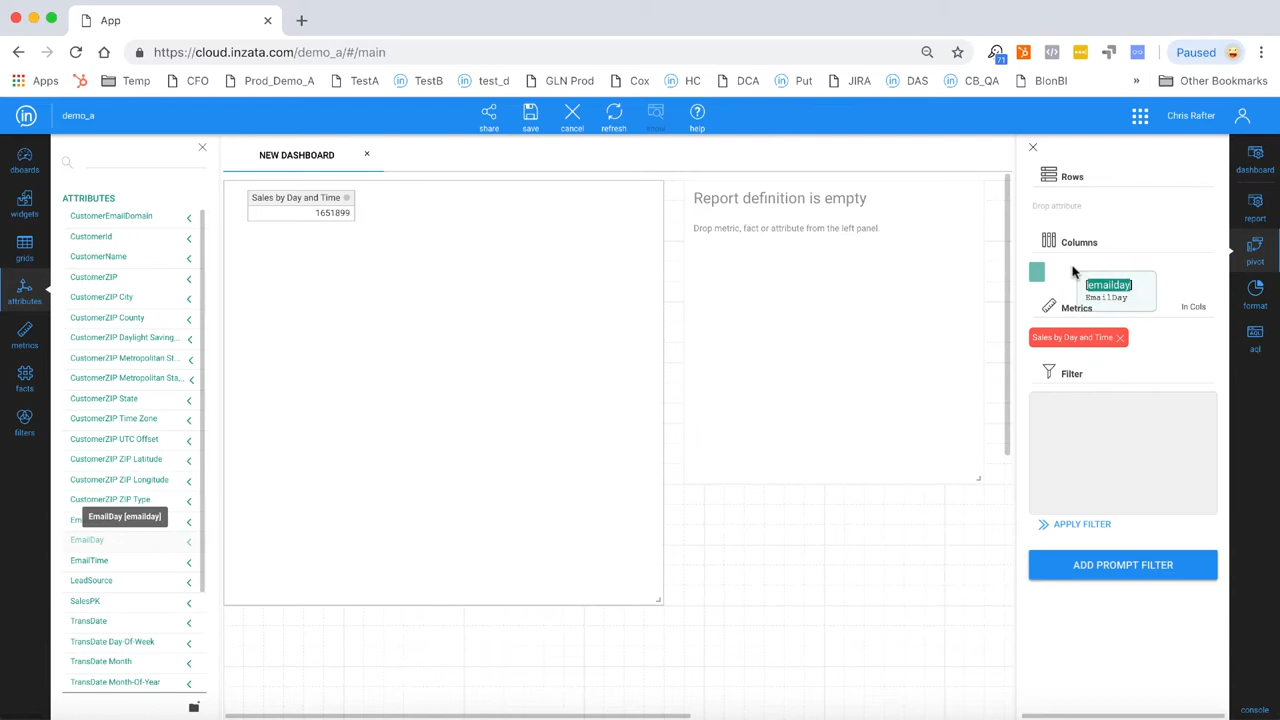 App
https://cloud.inzata.com/demo_a/#/main
71
Paused
Apps
Temp
CFO
Prod_Demo_A
TestA
TestB
test_d
GLN Prod
Cox
HC
DCA
Put
JIRA
DAS
CB_QA
BIonBI
»
Other Bookmarks
in
demo_a
share
save
cancel
refresh
help
Chris Rafter
dboards
widgets
grids
attributes
metrics
facts
filters
ATTRIBUTES
CustomerEmailDomain
CustomerId
CustomerName
CustomerZIP
CustomerZIP City
CustomerZIP County
CustomerZIP Daylight Saving...
CustomerZIP Metropolitan St...
CustomerZIP Metropolitan Sta...
CustomerZIP State
CustomerZIP Time Zone
CustomerZIP UTC Offset
CustomerZIP ZIP Latitude
CustomerZIP ZIP Longitude
CustomerZIP ZIP Type
EmailDay [emailday]
EmailDay
EmailTime
LeadSource
SalesPK
TransDate
TransDate Day-Of-Week
TransDate Month
TransDate Month-Of-Year
NEW DASHBOARD
Sales by Day and Time
1651899
Report definition is empty
Drop metric, fact or attribute from the left panel.
Rows
Drop attribute
Columns
[emailday]
EmailDay
Metrics
In Cols
Sales by Day and Time
Filter
APPLY FILTER
ADD PROMPT FILTER
dashboard
report
pivot
format
AQL
aql
console